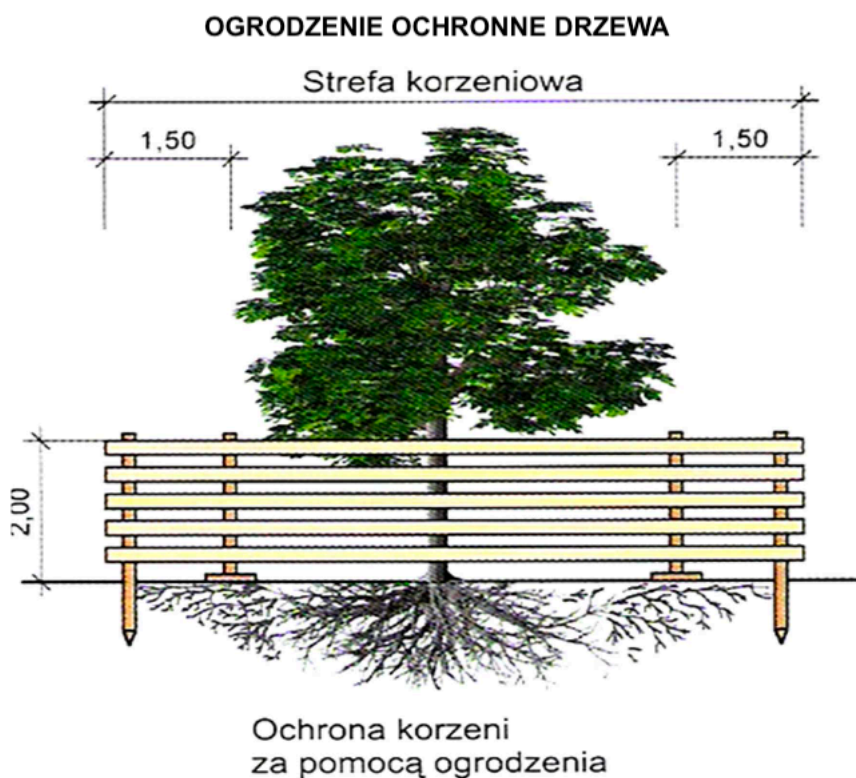 OGRODZENIE OCHRONNE DRZEWA
Strefa korzeniowa
1,50
1,50
2,00
Ochrona korzeni
za pomocą ogrodzenia